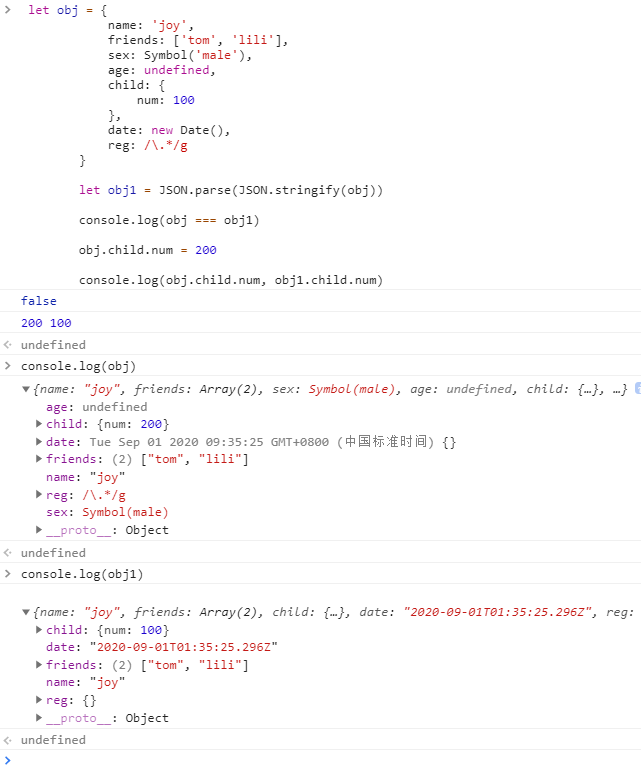 > let obj = {
name: 'joy',
friends: ['tom', 'lili'],
sex: Symbol('male'),
age: undefined,
child: {
num: 100
},
date: new Date(),
reg: /\.*/g
}
let obj1 = JSON.parse(JSON.stringify(obj))
console.log(obj === obj1)
obj.child.num = 200
console.log(obj.child.num, obj1.child.num)
false
200 100
undefined
> console.log(obj)
▼{name: "joy", friends: Array(2), sex: Symbol(male), age: undefined, child: {…}, …}
age: undefined
▶child: {num: 200}
▶date: Tue Sep 01 2020 09:35:25 GMT+0800 (中国标准时间) {}
▶friends: (2) ["tom", "lili"]
name: "joy"
▶reg: /\.*/g
sex: Symbol(male)
▶__proto__: Object
undefined
> console.log(obj1)
▼{name: "joy", friends: Array(2), child: {…}, date: "2020-09-01T01:35:25.296Z", reg:
▶child: {num: 100}
date: "2020-09-01T01:35:25.296Z"
▶friends: (2) ["tom", "lili"]
name: "joy"
▶reg: {}
▶__proto__: Object
undefined
>